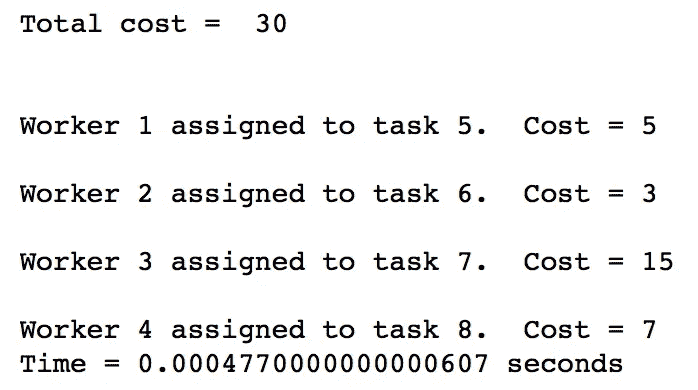 Total cost =  30
Worker 1 assigned to task 5.  Cost = 5
Worker 2 assigned to task 6.  Cost = 3
Worker 3 assigned to task 7.  Cost = 15
Worker 4 assigned to task 8.  Cost = 7
Time = 0.0004770000000000607 seconds